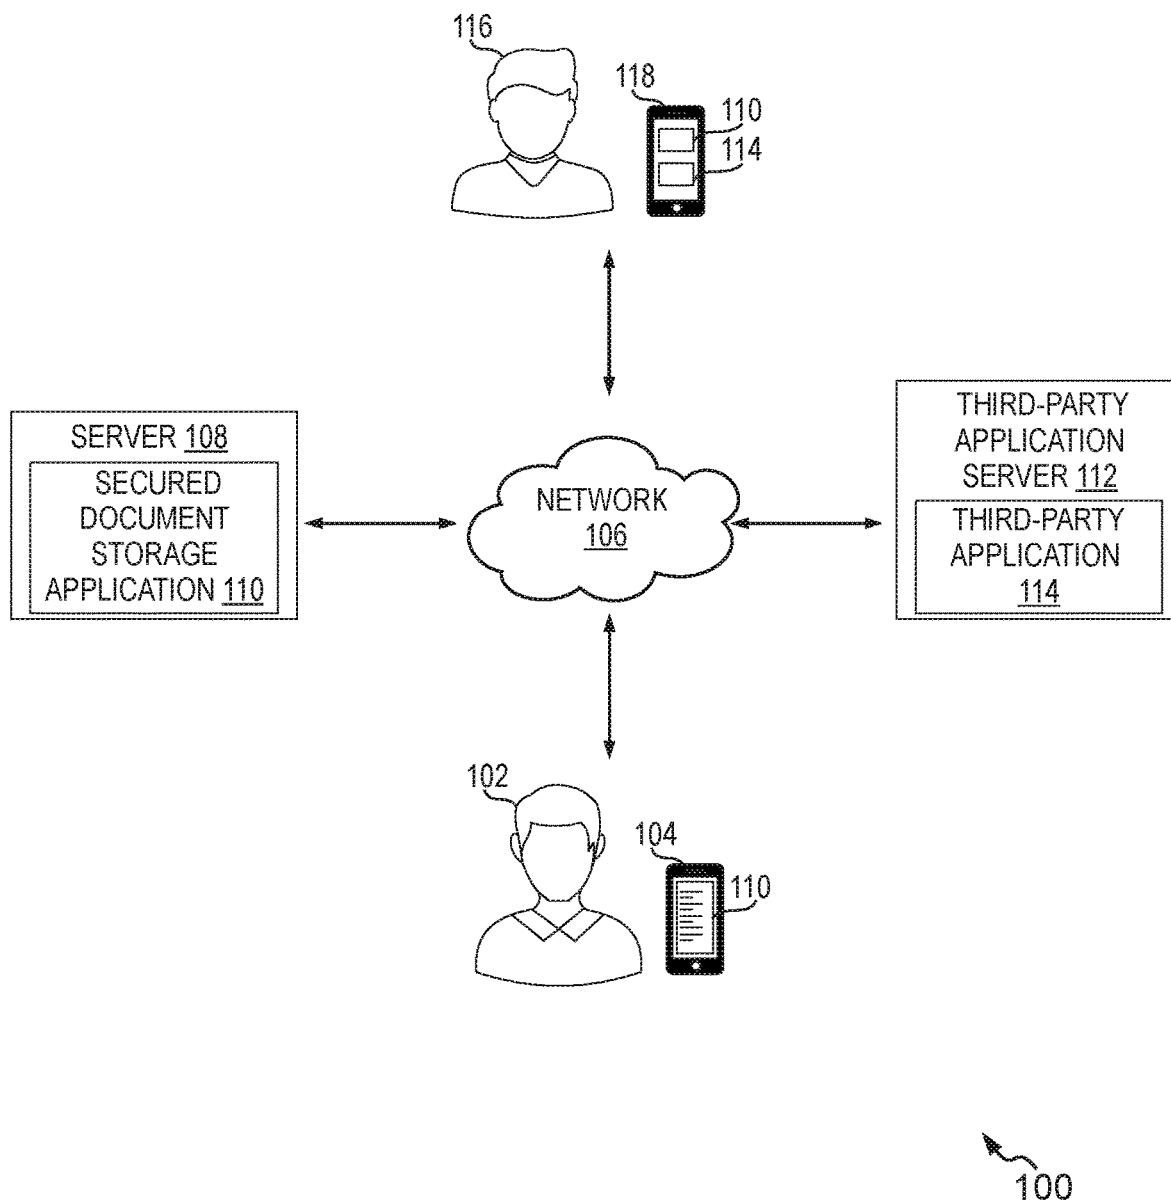 116
118
110
114
SERVER 108
SECURED
DOCUMENT
STORAGE
APPLICATION 110
NETWORK
106
THIRD-PARTY
APPLICATION
SERVER 112
THIRD-PARTY
APPLICATION
114
102
104
110
100